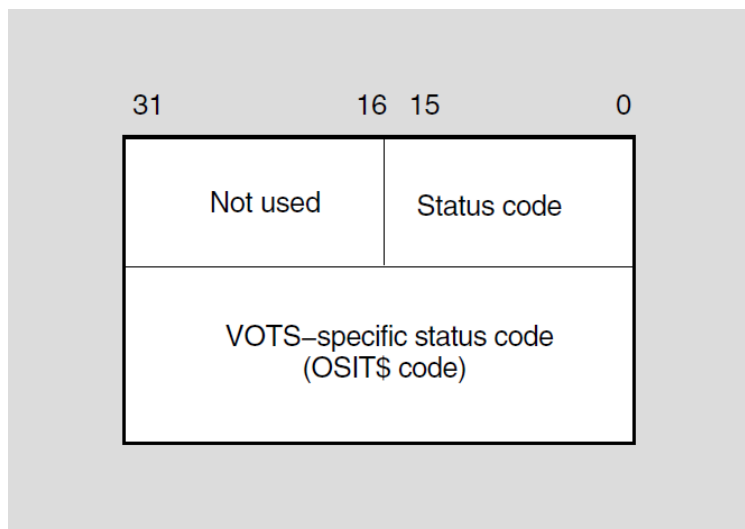 31 16 15 0
Not used Status code
VOTS–specific status code
(OSIT$ code)